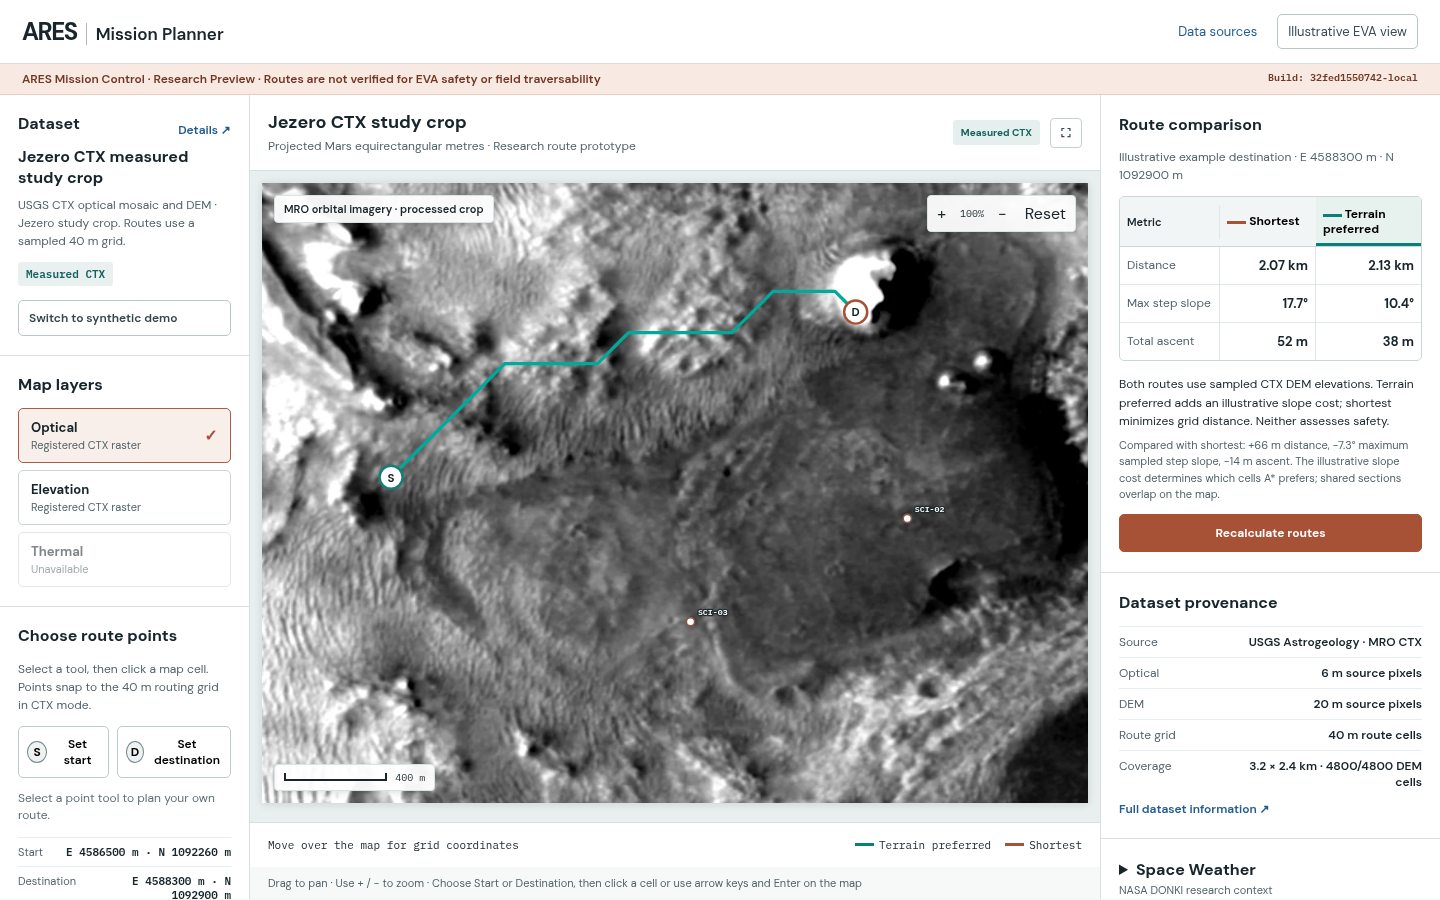 ARES | Mission Planner
Data sources
Illustrative EVA view
ARES Mission Control · Research Preview · Routes are not verified for EVA safety or field traversability
Build: 32fed1550742-local
Dataset
Details ↗
Jezero CTX measured
study crop
USGS CTX optical mosaic and DEM ·
Jezero study crop. Routes use a
sampled 40 m grid.
Measured CTX
Switch to synthetic demo
Map layers
Optical
Registered CTX raster
✓
Elevation
Registered CTX raster
Thermal
Unavailable
Choose route points
Select a tool, then click a map cell.
Points snap to the 40 m routing grid
in CTX mode.
S
Set
start
D
Set
destination
Select a point tool to plan your own
route.
Start
E 4586500 m · N 1092260 m
Destination
E 4588300 m · N
1092900 m
Jezero CTX study crop
Projected Mars equirectangular metres · Research route prototype
Measured CTX
MRO orbital imagery · processed crop
+ 100% − Reset
D
S
SCI-02
SCI-03
400 m
Move over the map for grid coordinates
Terrain preferred
Shortest
Drag to pan · Use + / − to zoom · Choose Start or Destination, then click a cell or use arrow keys and Enter on the map
Route comparison
Illustrative example destination · E 4588300 m · N
1092900 m
Metric
Shortest
Terrain
preferred
Distance 2.07 km 2.13 km
Max step slope 17.7° 10.4°
Total ascent 52 m 38 m
Both routes use sampled CTX DEM elevations. Terrain
preferred adds an illustrative slope cost; shortest
minimizes grid distance. Neither assesses safety.
Compared with shortest: +66 m distance, −7.3° maximum
sampled step slope, −14 m ascent. The illustrative slope
cost determines which cells A* prefers; shared sections
overlap on the map.
Recalculate routes
Dataset provenance
Source USGS Astrogeology · MRO CTX
Optical 6 m source pixels
DEM 20 m source pixels
Route grid 40 m route cells
Coverage 3.2 × 2.4 km · 4800/4800 DEM
cells
Full dataset information ↗
▶ Space Weather
NASA DONKI research context